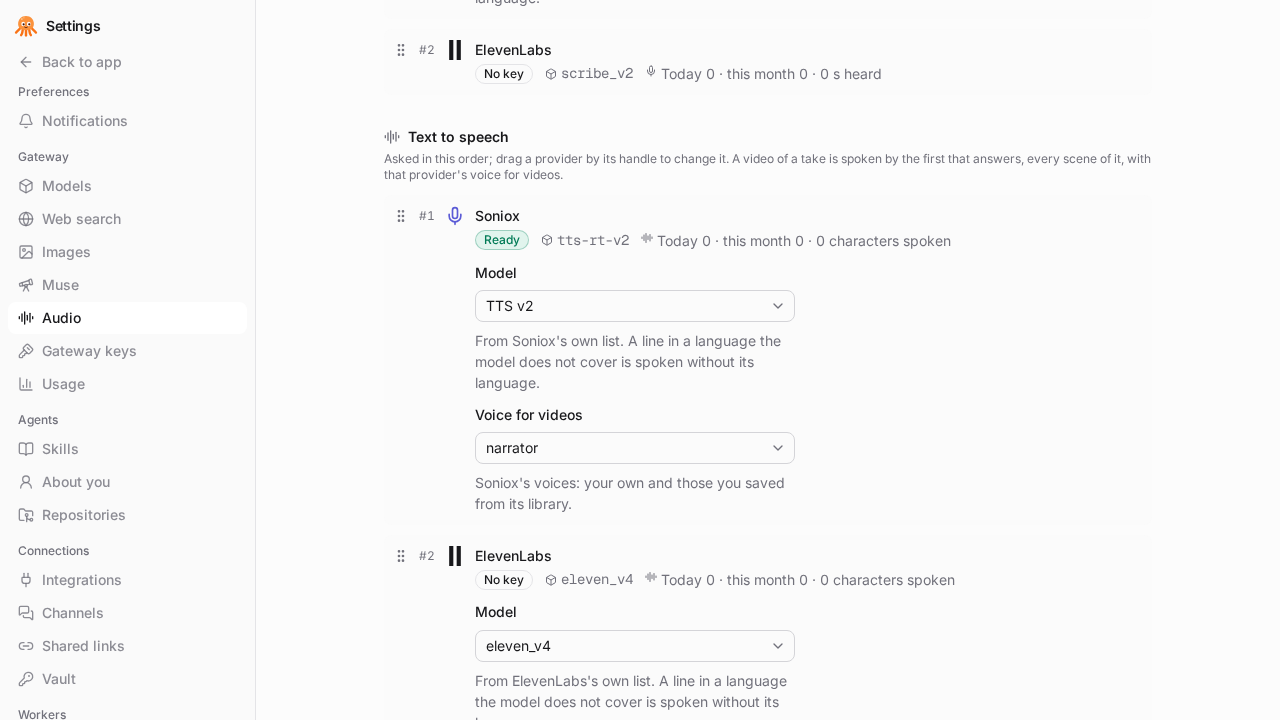 Settings
Back to app
Preferences
Notifications
Gateway
Models
Web search
Images
Muse
Audio
Gateway keys
Usage
Agents
Skills
About you
Repositories
Connections
Integrations
Channels
Shared links
Vault
Workers
language.
#2 ElevenLabs
No key scribe_v2 Today 0 · this month 0 · 0 s heard
Text to speech
Asked in this order; drag a provider by its handle to change it. A video of a take is spoken by the first that answers, every scene of it, with
that provider's voice for videos.
#1 Soniox
Ready tts-rt-v2 Today 0 · this month 0 · 0 characters spoken
Model
TTS v2
From Soniox's own list. A line in a language the
model does not cover is spoken without its
language.
Voice for videos
narrator
Soniox's voices: your own and those you saved
from its library.
#2 ElevenLabs
No key eleven_v4 Today 0 · this month 0 · 0 characters spoken
Model
eleven_v4
From ElevenLabs's own list. A line in a language
the model does not cover is spoken without its